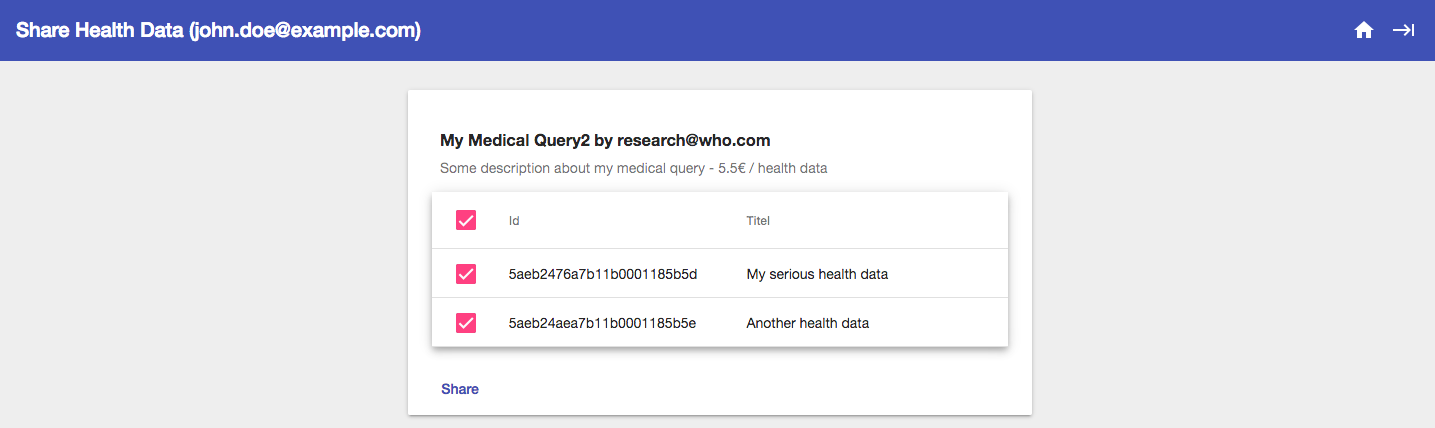 Share Health Data (john.doe@example.com)
My Medical Query2 by research@who.com
Some description about my medical query - 5.5€ / health data
Id Titel
5aeb2476a7b11b0001185b5d My serious health data
5aeb24aea7b11b0001185b5e Another health data
Share